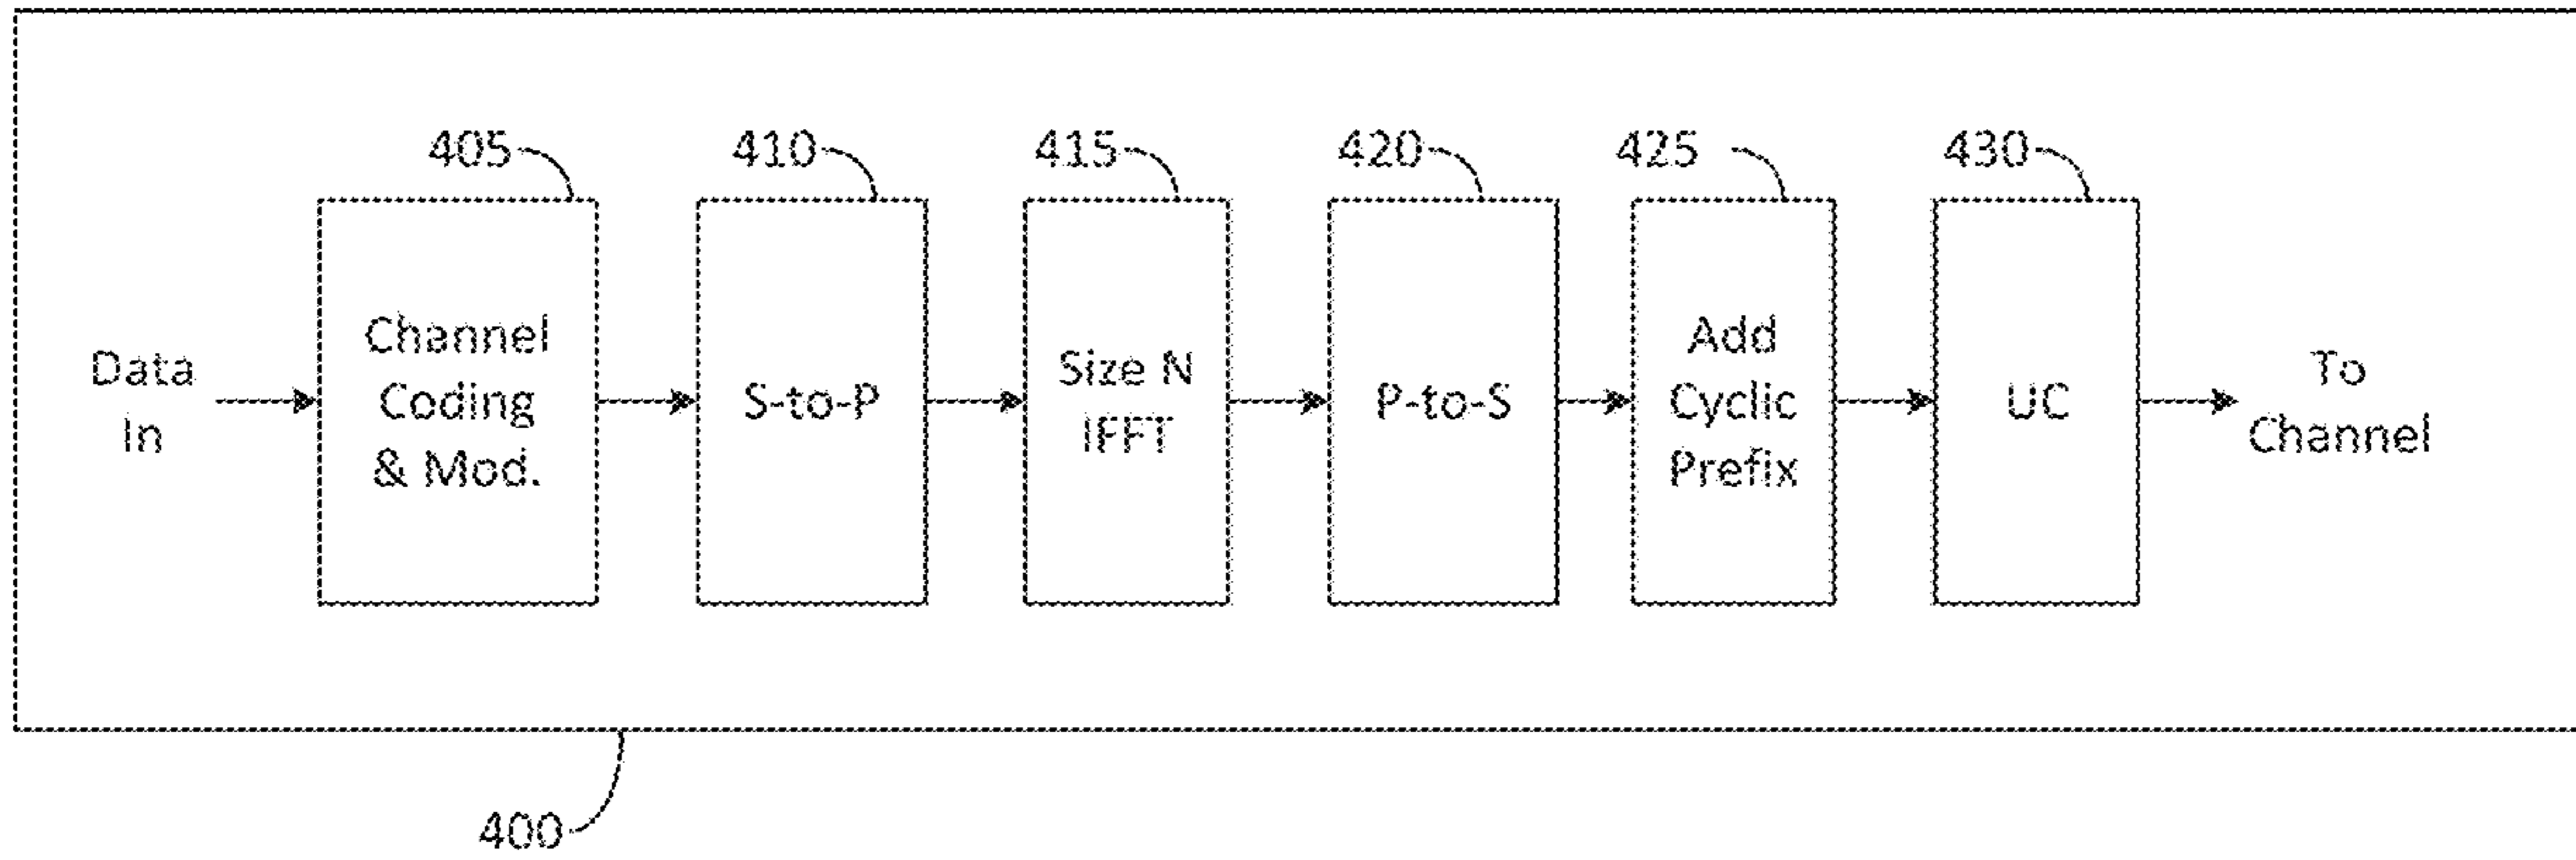 405
410
415
420
425
430
Data
In
Channel
Coding
& Mod.
S-to-P
Size N
IFFT
P-to-S
Add
Cyclic
Prefix
UC
To
Channel
400